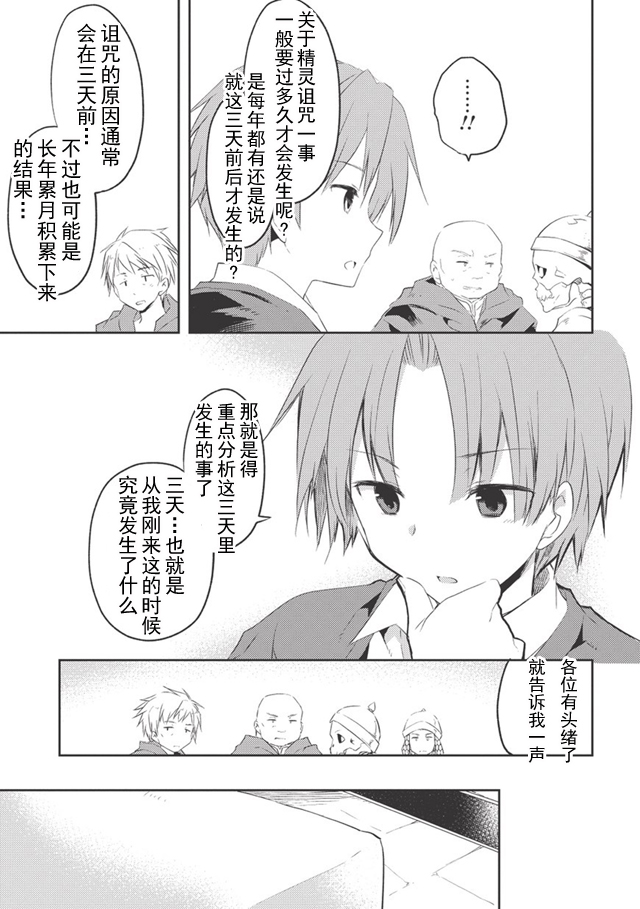 ……!!
关于精灵诅咒一事
一般要过多久才会发生呢？
是每年都有还是说
就这三天前后才发生的？
诅咒的原因通常
会在三天前…
不过也可能是
长年累月积累下来
的结果…
那就是得
重点分析这三天里
发生的事了
三天…也就是
从我刚来这的时候
究竟发生了什么
各位有头绪了
就告诉我一声